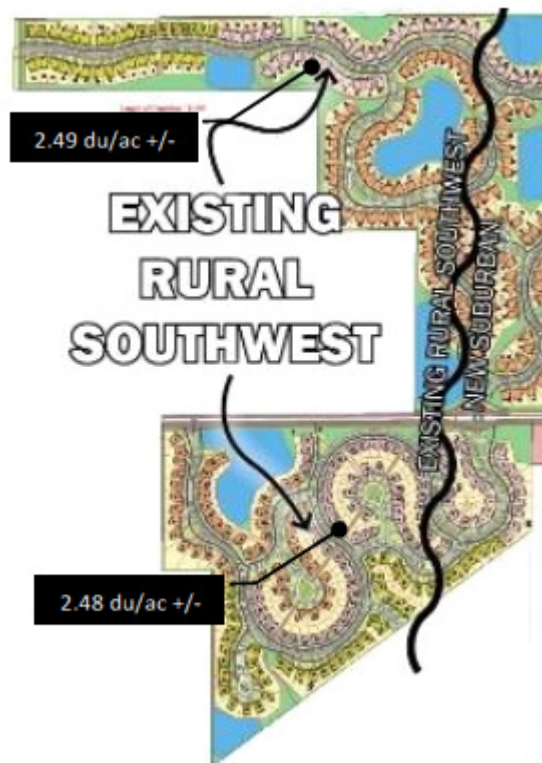 2.49 du/ac +/-
EXISTING
RURAL
SOUTHWEST
EXISTING RURAL SOUTHWEST
NEW SUBURBAN
2.48 du/ac +/-